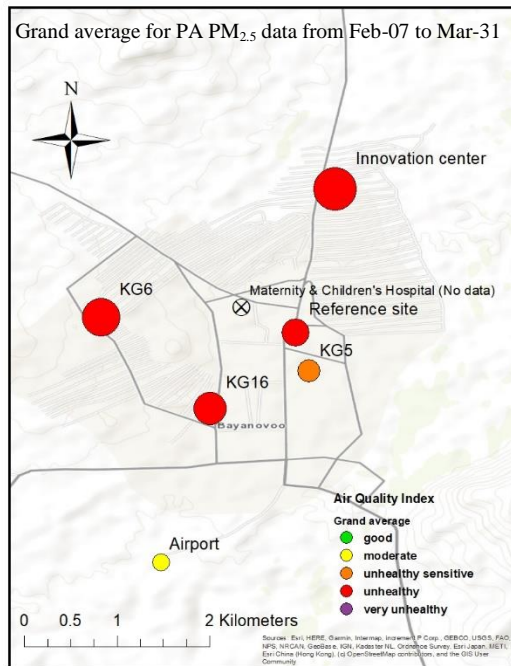 Grand average for PA PM2.5 data from Feb-07 to Mar-31
N
Innovation center
KG6
Maternity & Children's Hospital (No data)
Reference site
KG5
KG16
Bayanovoo
Airport
Air Quality Index
Grand average
good
moderate
unhealthy sensitive
unhealthy
very unhealthy
0 0.5 1 2 Kilometers
Sources: Esri, HERE, Garmin, Intermap, increment P Corp., GEBCO, USGS, FAO,
NPS, NRCAN, GeoBase, IGN, Kadaster NL, Ordnance Survey, Esri Japan, METI,
Esri China (Hong Kong), (c) OpenStreetMap contributors, and the GIS User
Community